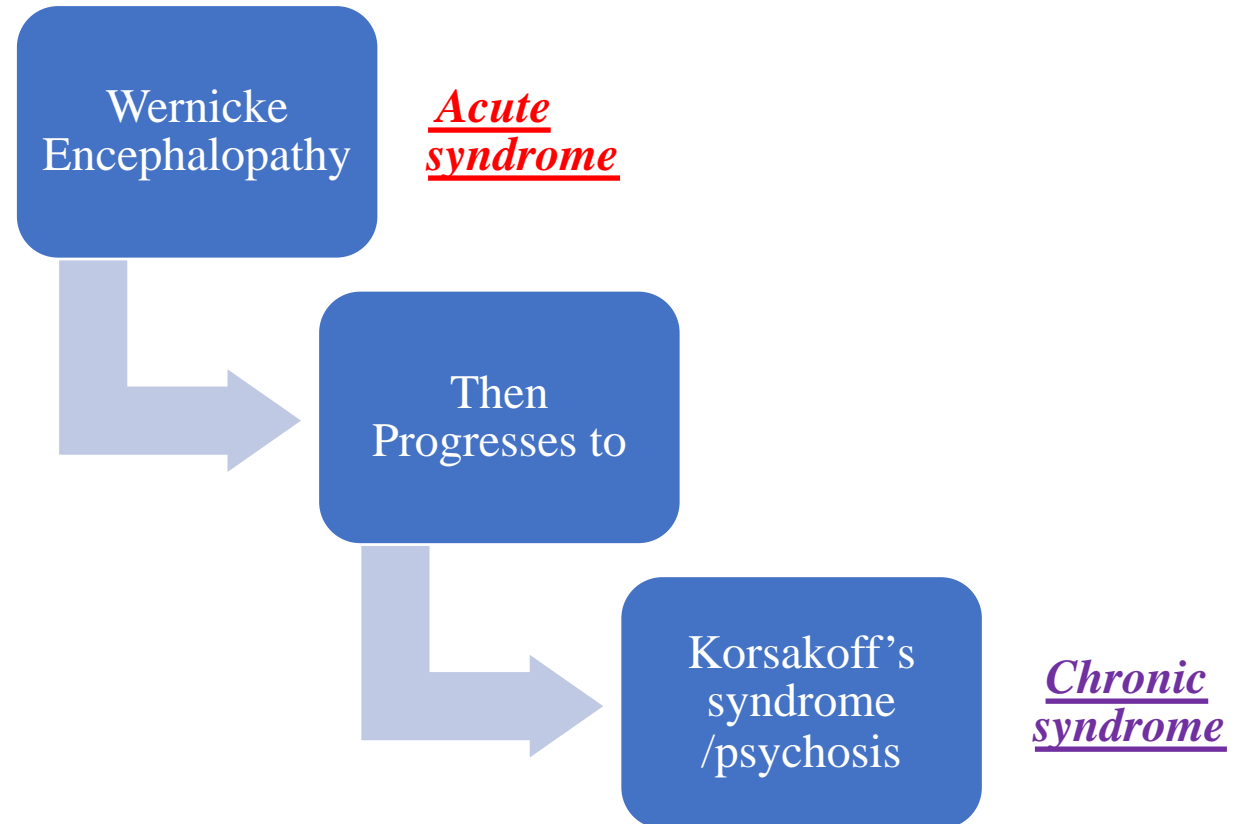 Wernicke
Encephalopathy
Acute
syndrome
Then
Progresses to
Korsakoff’s
syndrome
/psychosis
Chronic
syndrome